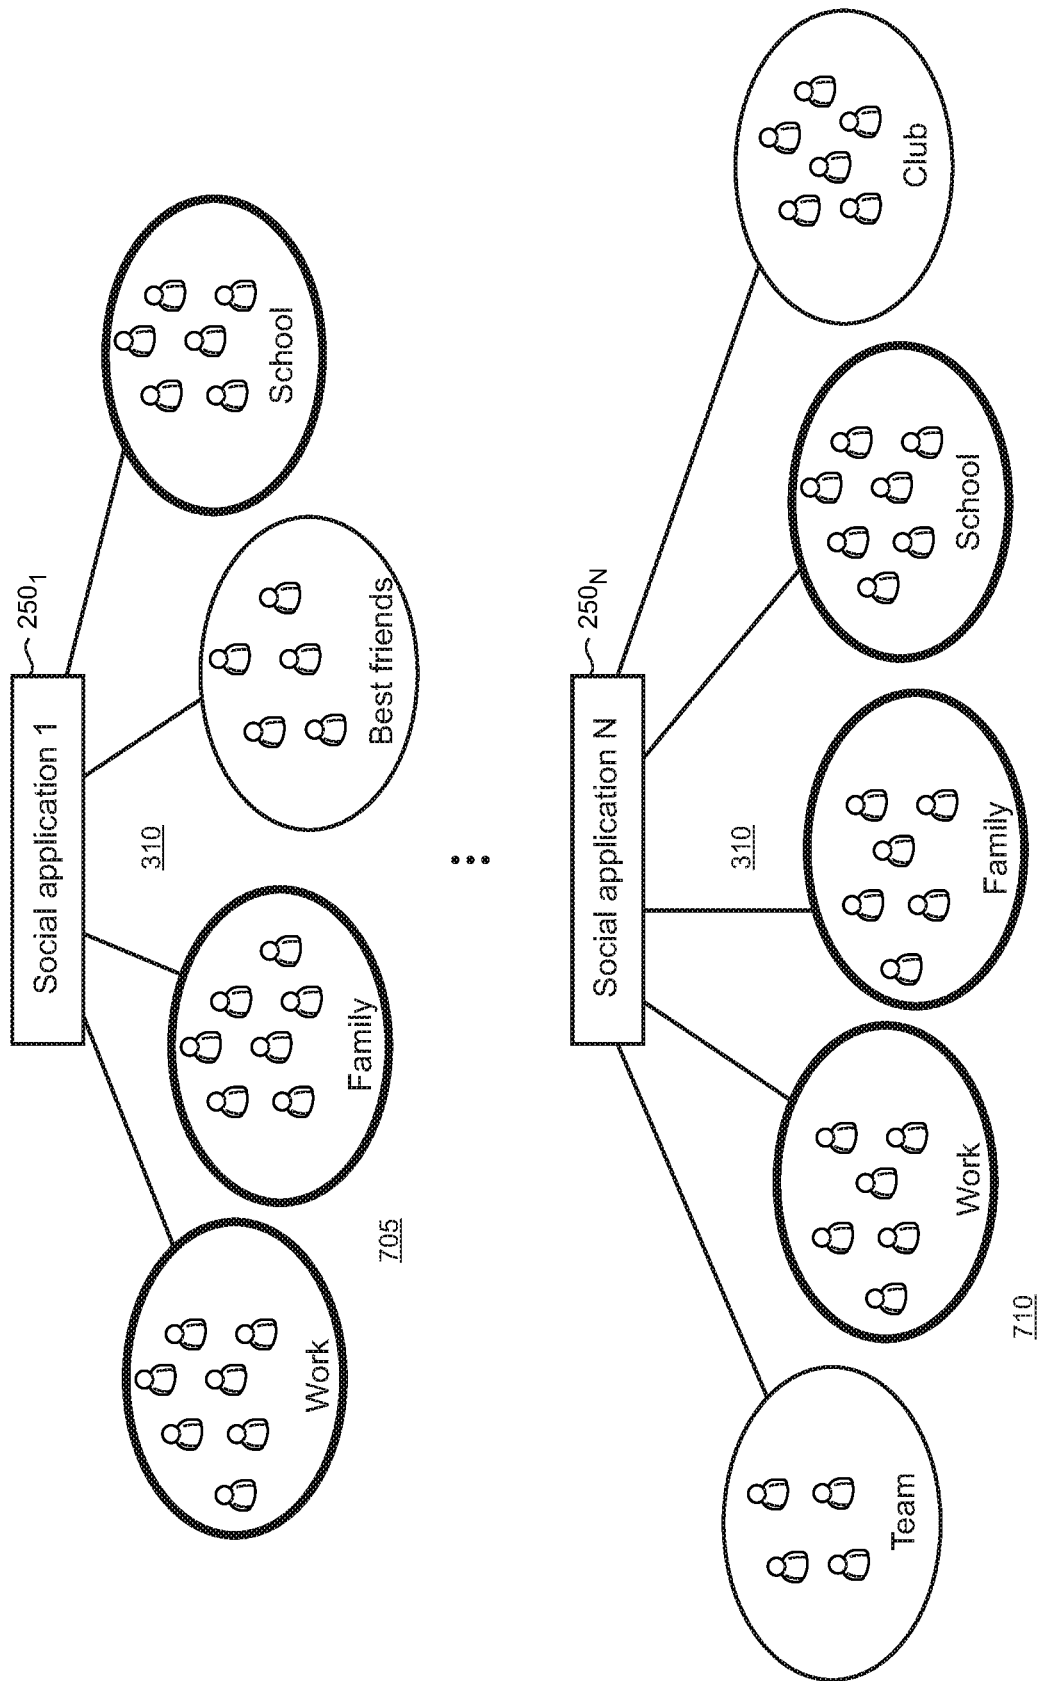 Social application 1
250₁
310
Work
Family
Best friends
School
705
Social application N
250N
310
Team
Work
Family
School
Club
710